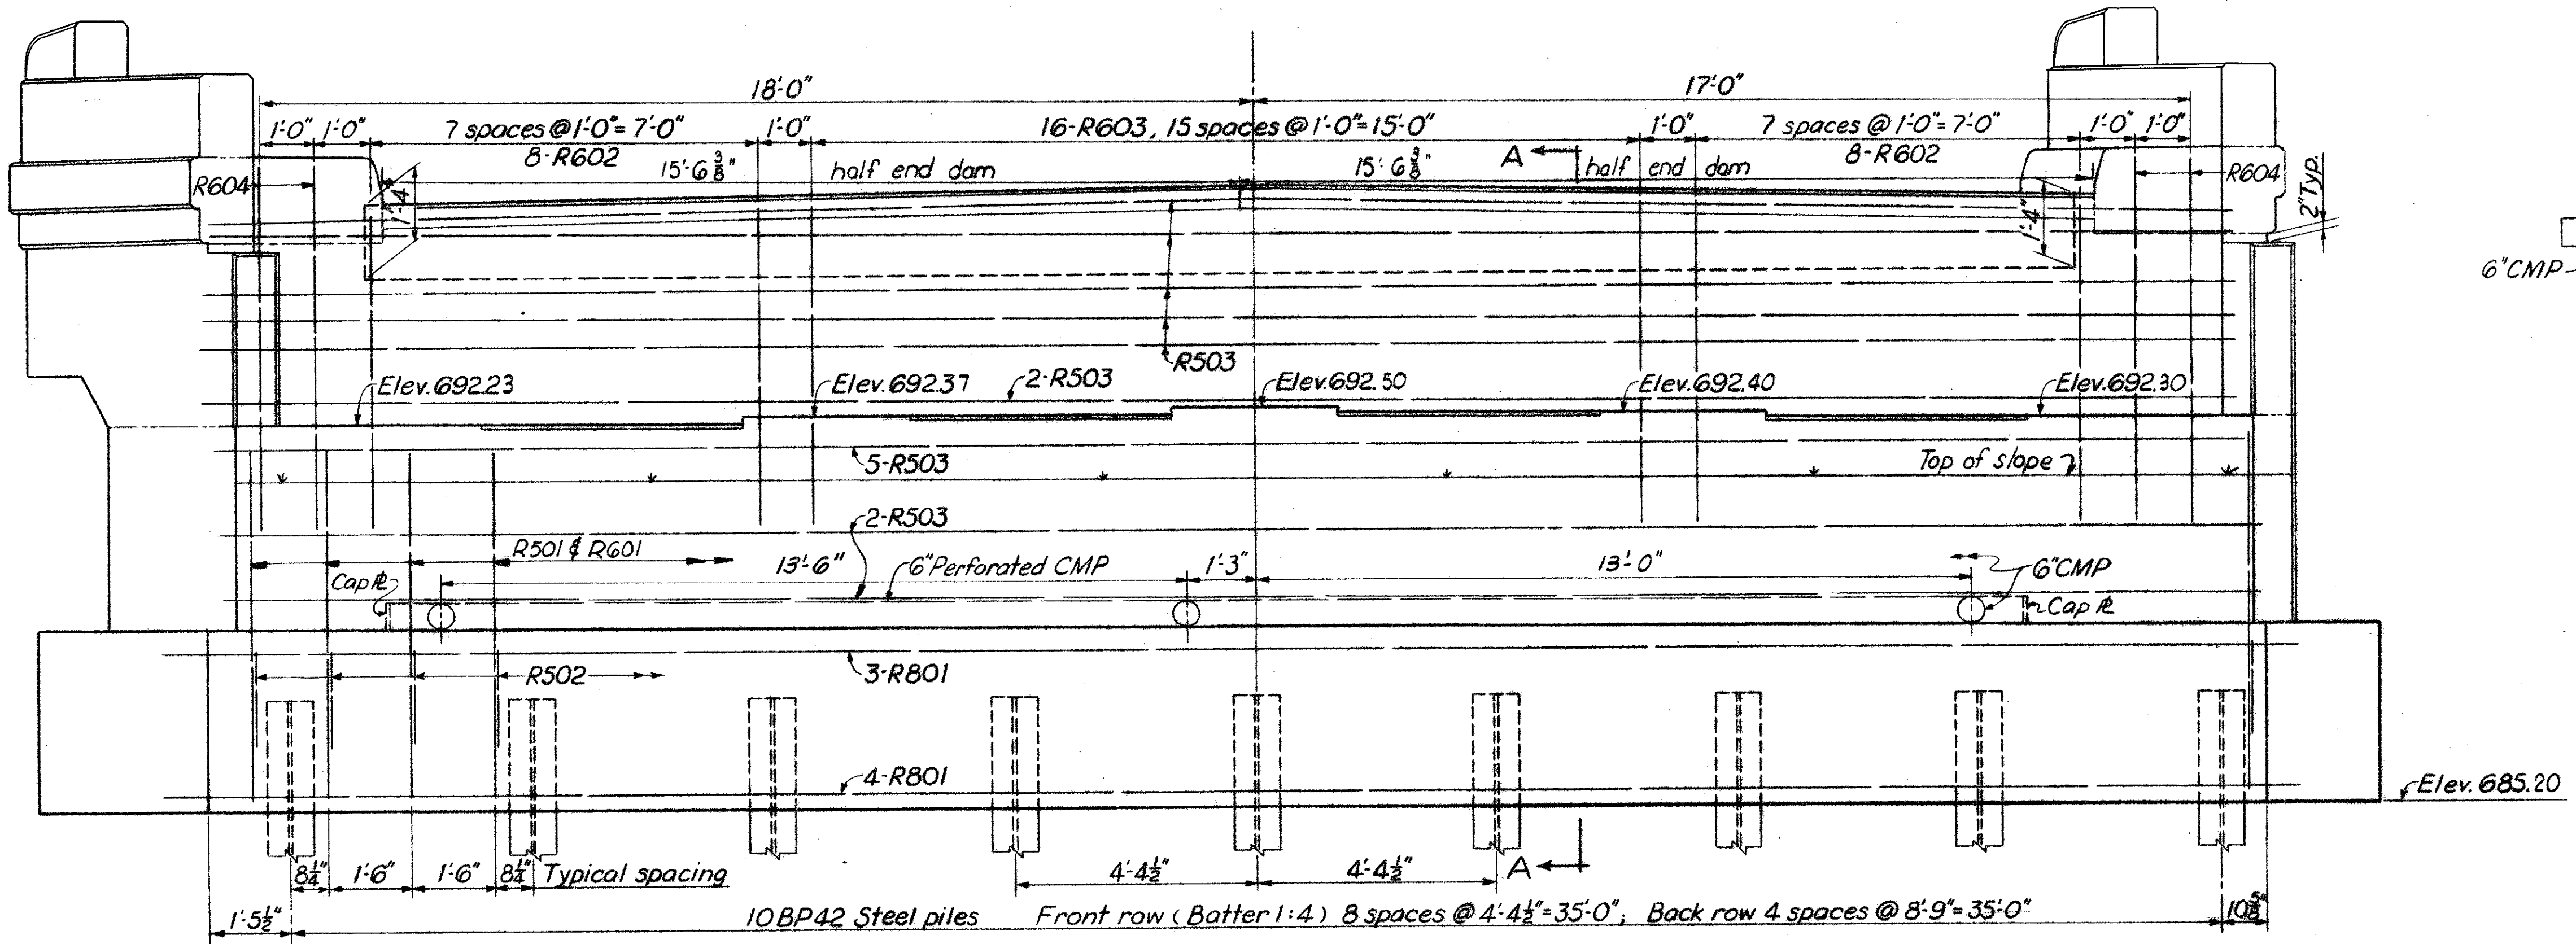 18'-0"
17'-0"
1'-0" 1'-0" 7 spaces @ 1'-0" = 7'-0" 1'-0" 16-R603, 15 spaces @ 1'-0" = 15'-0" 1'-0" 7 spaces @ 1'-0" = 7'-0" 1'-0" 1'-0"
8-R602 A 8-R602
15'-6 3/8" half end dam 15'-6 3/8" half end dam
R604 R604
1'-4" 1'-4" 2" Typ.
6" CMP
R503
Elev. 692.23 Elev. 692.37 2-R503 Elev. 692.50 Elev. 692.40 Elev. 692.30
5-R503 Top of slope
2-R503
R501 & R601
13'-6" 6" Perforated CMP 1'-3" 13'-0" 6" CMP
Cap PL Cap PL
3-R801
R502
4-R801
Elev. 685.20
8 1/4" 1'-6" 1'-6" 8 1/4" Typical spacing 4'-4 1/2" 4'-4 1/2" A
1'-5 1/2" 10 BP 42 Steel piles Front row (Batter 1:4) 8 spaces @ 4'-4 1/2" = 35'-0"; Back row 4 spaces @ 8'-9" = 35'-0" 10 5/8"